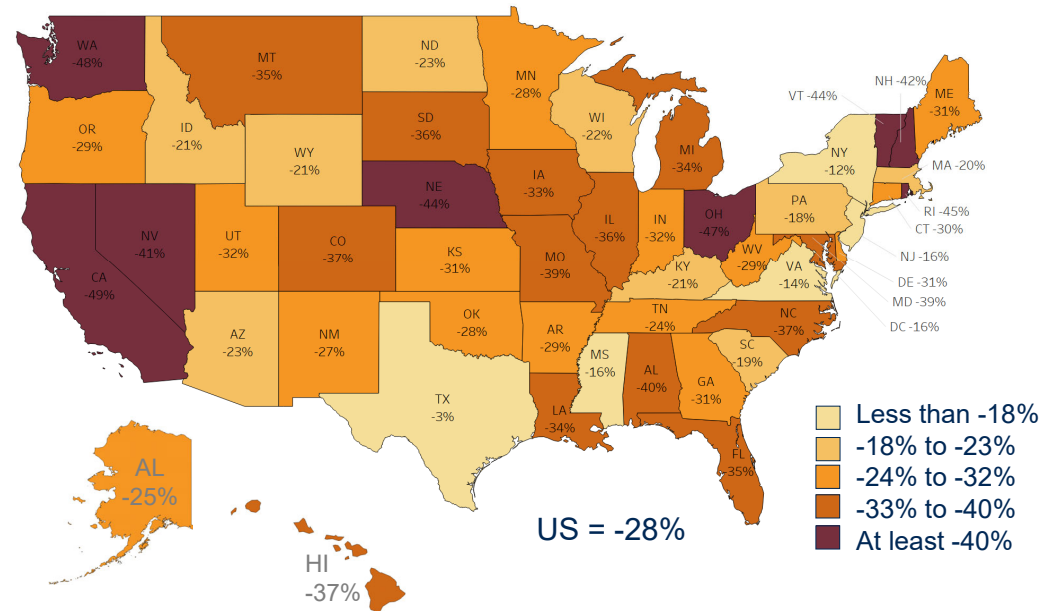 WA
-48%
MT
-35%
ND
-23%
MN
-28%
OR
-29%
ID
-21%
WY
-21%
SD
-36%
WI
-22%
MI
-34%
VT -44%
NH -42%
ME
-31%
NY
-12%
MA -20%
RI -45%
CT -30%
NJ -16%
DE -31%
MD -39%
DC -16%
PA
-18%
NE
-44%
IA
-33%
IL
-36%
IN
-32%
OH
-47%
WV
-29%
VA
-14%
NV
-41%
CA
-49%
UT
-32%
CO
-37%
KS
-31%
MO
-39%
KY
-21%
TN
-24%
NC
-37%
SC
-19%
AZ
-23%
NM
-27%
OK
-28%
AR
-29%
MS
-16%
AL
-40%
GA
-31%
TX
-3%
LA
-34%
FL
-35%
AL
-25%
HI
-37%
US = -28%
Less than -18%
-18% to -23%
-24% to -32%
-33% to -40%
At least -40%